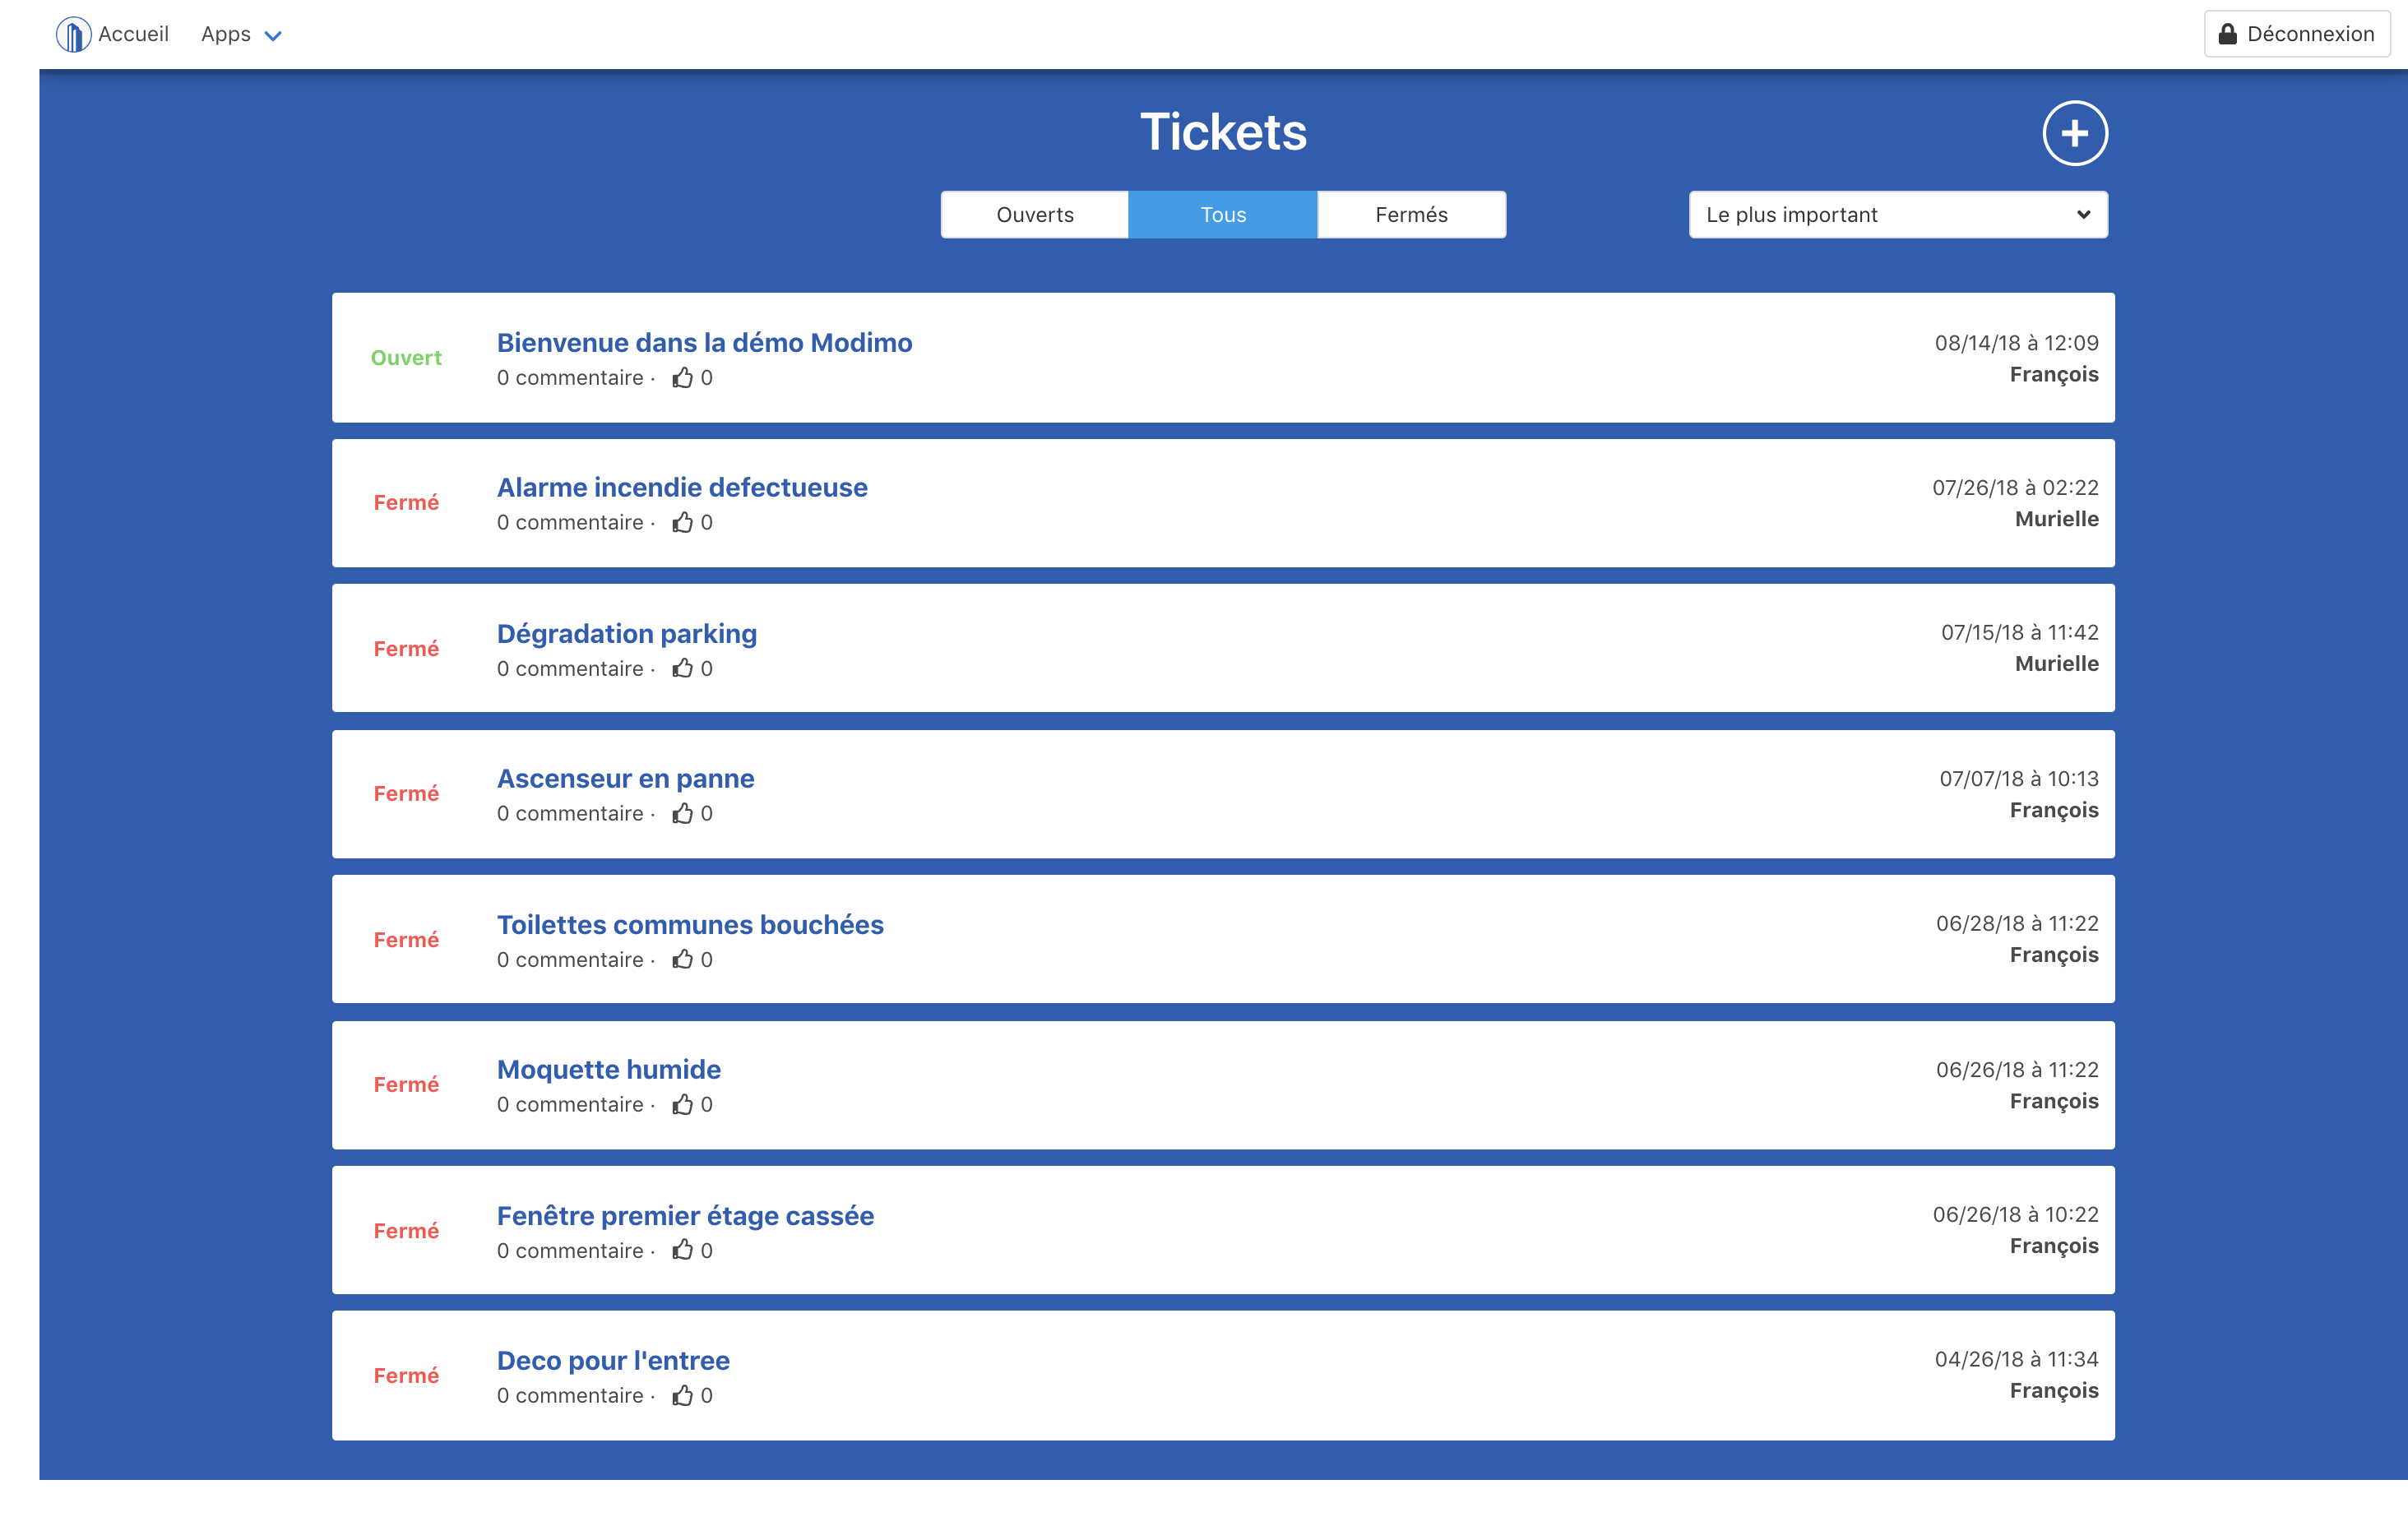 Accueil Apps Déconnexion
Tickets
Ouverts Tous Fermés Le plus important
Ouvert
Bienvenue dans la démo Modimo
0 commentaire · 0
08/14/18 à 12:09
François
Fermé
Alarme incendie defectueuse
0 commentaire · 0
07/26/18 à 02:22
Murielle
Fermé
Dégradation parking
0 commentaire · 0
07/15/18 à 11:42
Murielle
Fermé
Ascenseur en panne
0 commentaire · 0
07/07/18 à 10:13
François
Fermé
Toilettes communes bouchées
0 commentaire · 0
06/28/18 à 11:22
François
Fermé
Moquette humide
0 commentaire · 0
06/26/18 à 11:22
François
Fermé
Fenêtre premier étage cassée
0 commentaire · 0
06/26/18 à 10:22
François
Fermé
Deco pour l'entree
0 commentaire · 0
04/26/18 à 11:34
François